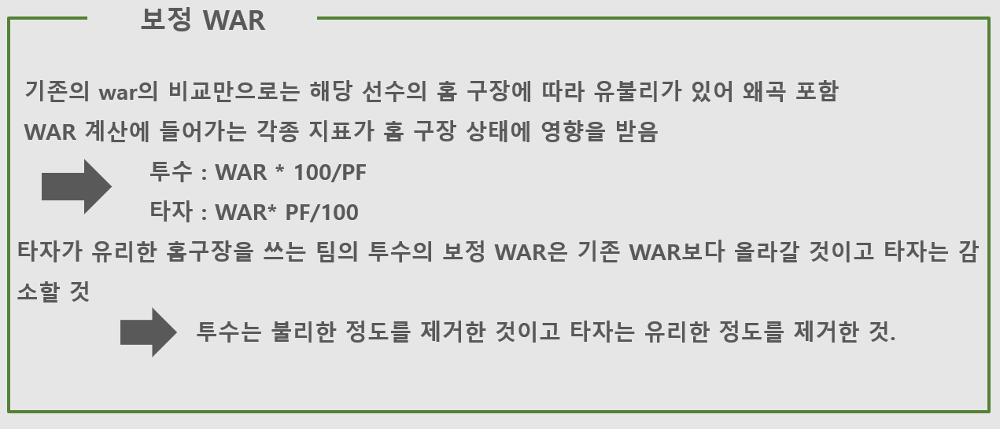 보정 WAR
기존의 war의 비교만으로는 해당 선수의 홈 구장에 따라 유불리가 있어 왜곡 포함
WAR 계산에 들어가는 각종 지표가 홈 구장 상태에 영향을 받음
투수 : WAR * 100/PF
타자 : WAR* PF/100
타자가 유리한 홈구장을 쓰는 팀의 투수의 보정 WAR은 기존 WAR보다 올라갈 것이고 타자는 감
소할 것
투수는 불리한 정도를 제거한 것이고 타자는 유리한 정도를 제거한 것.